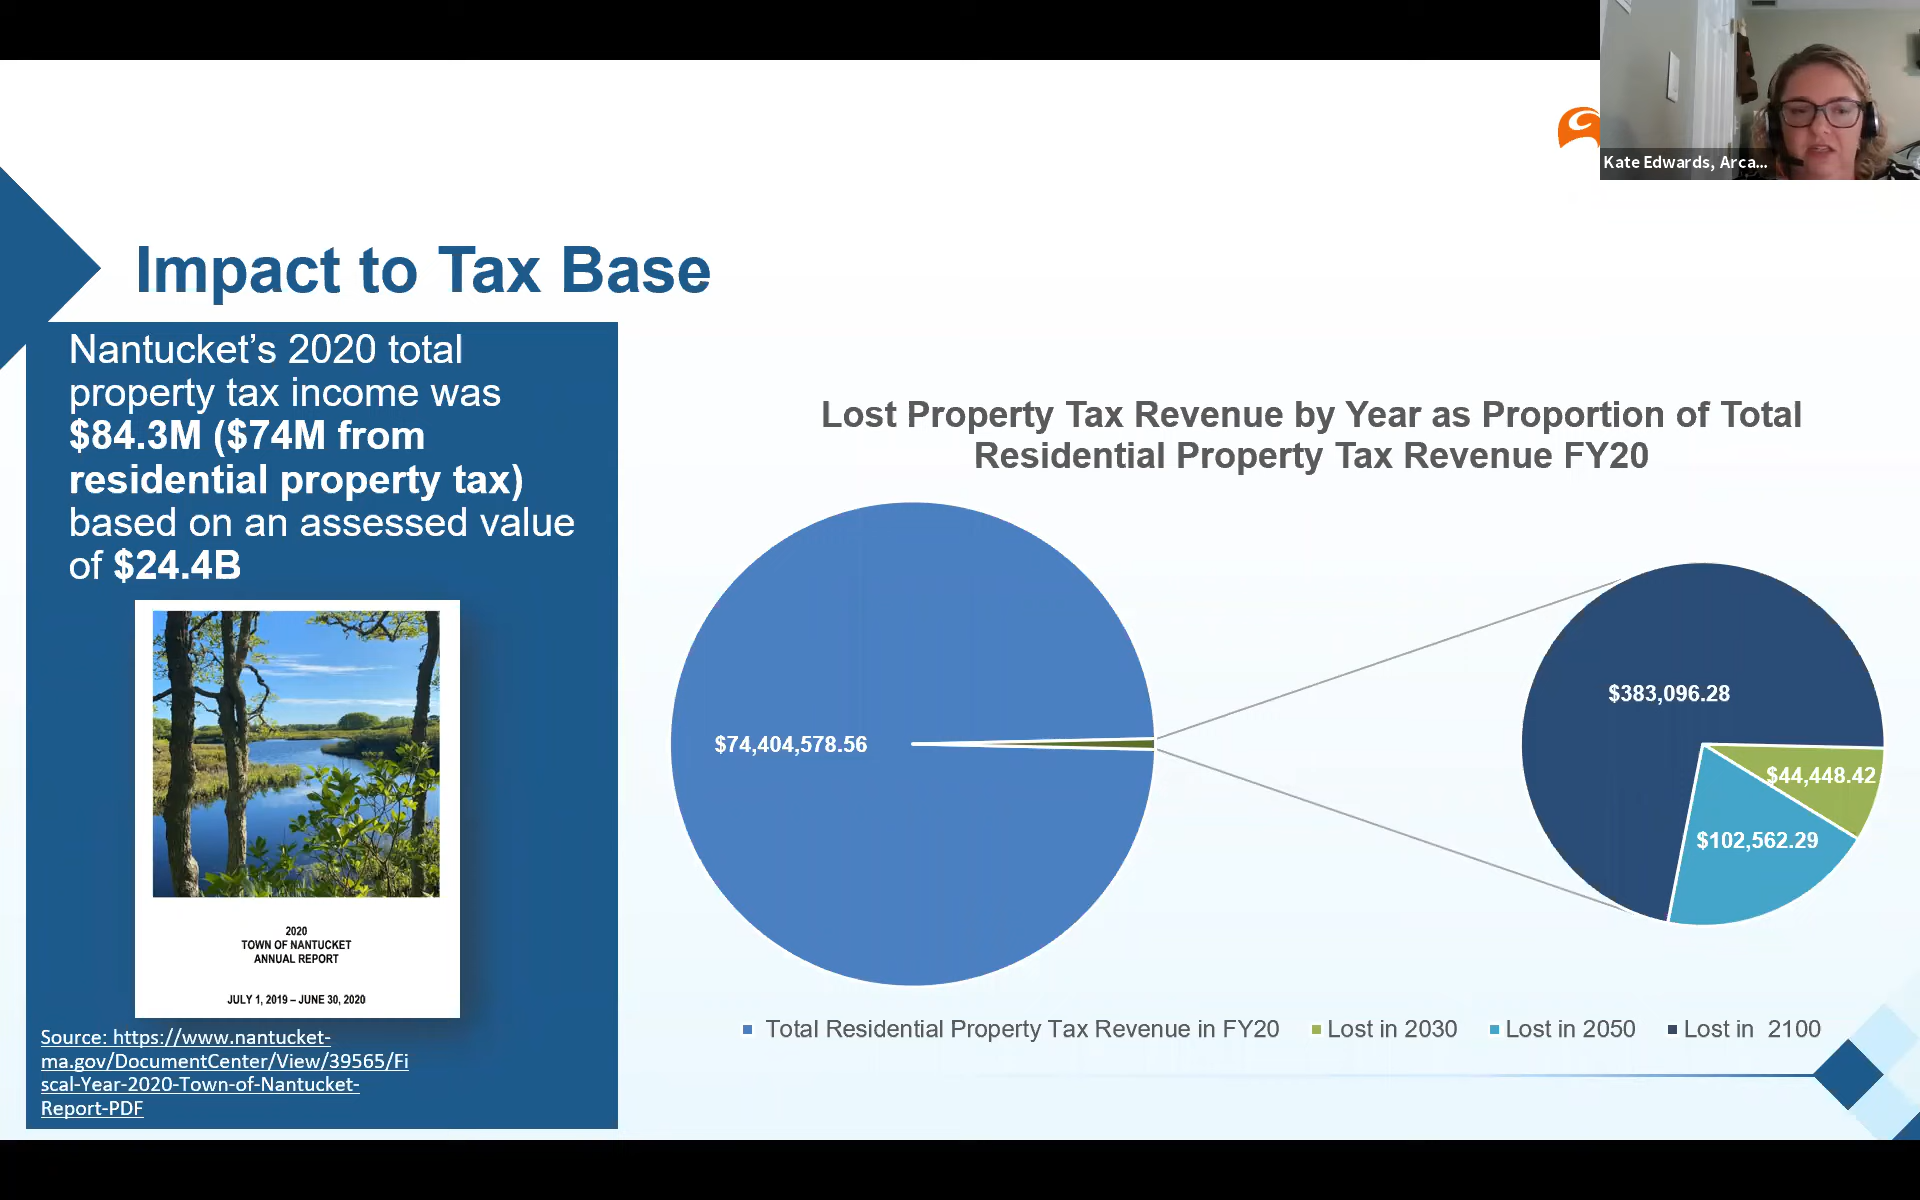 Kate Edwards, Arca...
Impact to Tax Base
Nantucket’s 2020 total
property tax income was
$84.3M ($74M from
residential property tax)
based on an assessed value
of $24.4B
2020
TOWN OF NANTUCKET
ANNUAL REPORT
JULY 1, 2019 – JUNE 30, 2020
Source: https://www.nantucket-
ma.gov/DocumentCenter/View/39565/Fi
scal-Year-2020-Town-of-Nantucket-
Report-PDF
Lost Property Tax Revenue by Year as Proportion of Total
Residential Property Tax Revenue FY20
$74,404,578.56
$383,096.28
$44,448.42
$102,562.29
Total Residential Property Tax Revenue in FY20 Lost in 2030 Lost in 2050 Lost in 2100